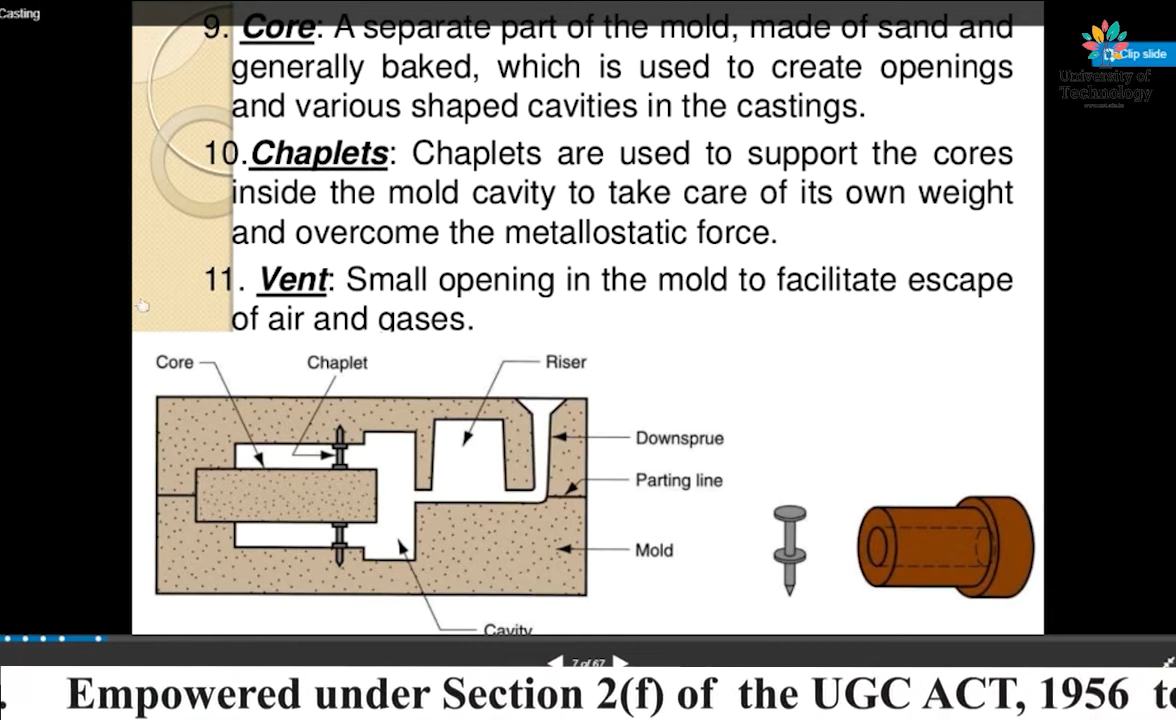 Casting
9. Core: A separate part of the mold, made of sand and
generally baked, which is used to create openings
and various shaped cavities in the castings.
10.Chaplets: Chaplets are used to support the cores
inside the mold cavity to take care of its own weight
and overcome the metallostatic force.
11. Vent: Small opening in the mold to facilitate escape
of air and gases.
Clip slide
University of
Technology
Core
Chaplet
Riser
Downsprue
Parting line
Mold
Cavity
7 of 67
. Empowered under Section 2(f) of the UGC ACT, 1956 to